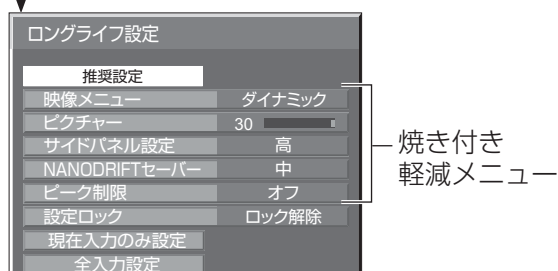 ロングライフ設定
推奨設定
映像メニュー ダイナミック
ピクチャー 30
サイドパネル設定 高
NANODRIFTセーバー 中
ピーク制限 オフ
設定ロック ロック解除
現在入力のみ設定
全入力設定
焼き付き
軽減メニュー